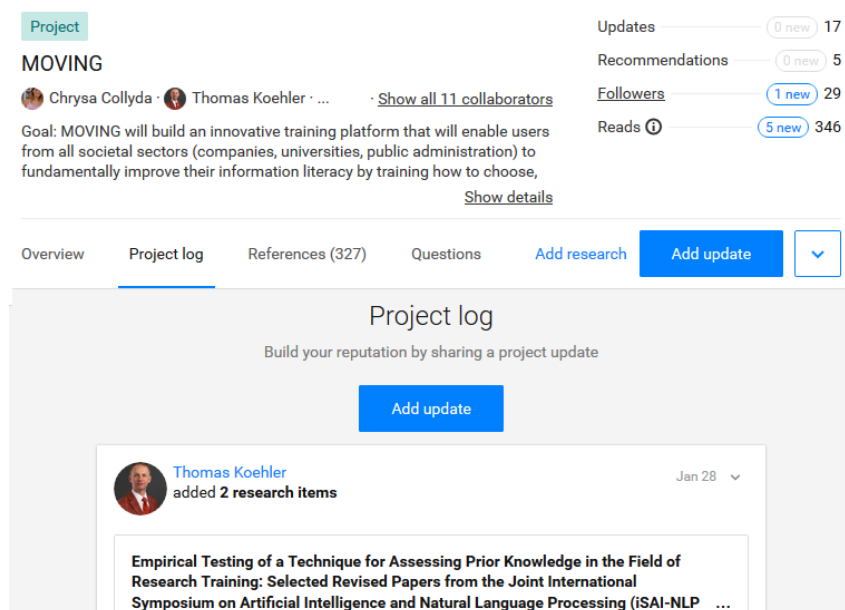 Project
MOVING
Chrysa Collyda · Thomas Koehler · ... · Show all 11 collaborators
Goal: MOVING will build an innovative training platform that will enable users
from all societal sectors (companies, universities, public administration) to
fundamentally improve their information literacy by training how to choose,
Show details
Updates 0 new 17
Recommendations 0 new 5
Followers 1 new 29
Reads 5 new 346
Overview Project log References (327) Questions Add research Add update
Project log
Build your reputation by sharing a project update
Add update
Thomas Koehler
added 2 research items
Jan 28
Empirical Testing of a Technique for Assessing Prior Knowledge in the Field of
Research Training: Selected Revised Papers from the Joint International
Symposium on Artificial Intelligence and Natural Language Processing (iSAI-NLP ...